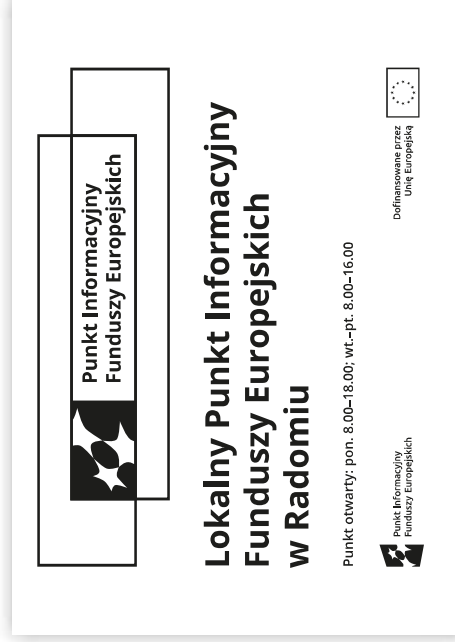 Punkt Informacyjny
Funduszy Europejskich
Lokalny Punkt Informacyjny
Funduszy Europejskich
w Radomiu
Punkt otwarty: pon. 8.00–18.00; wt.–pt. 8.00–16.00
Punkt Informacyjny
Funduszy Europejskich
Dofinansowane przez
Unię Europejską